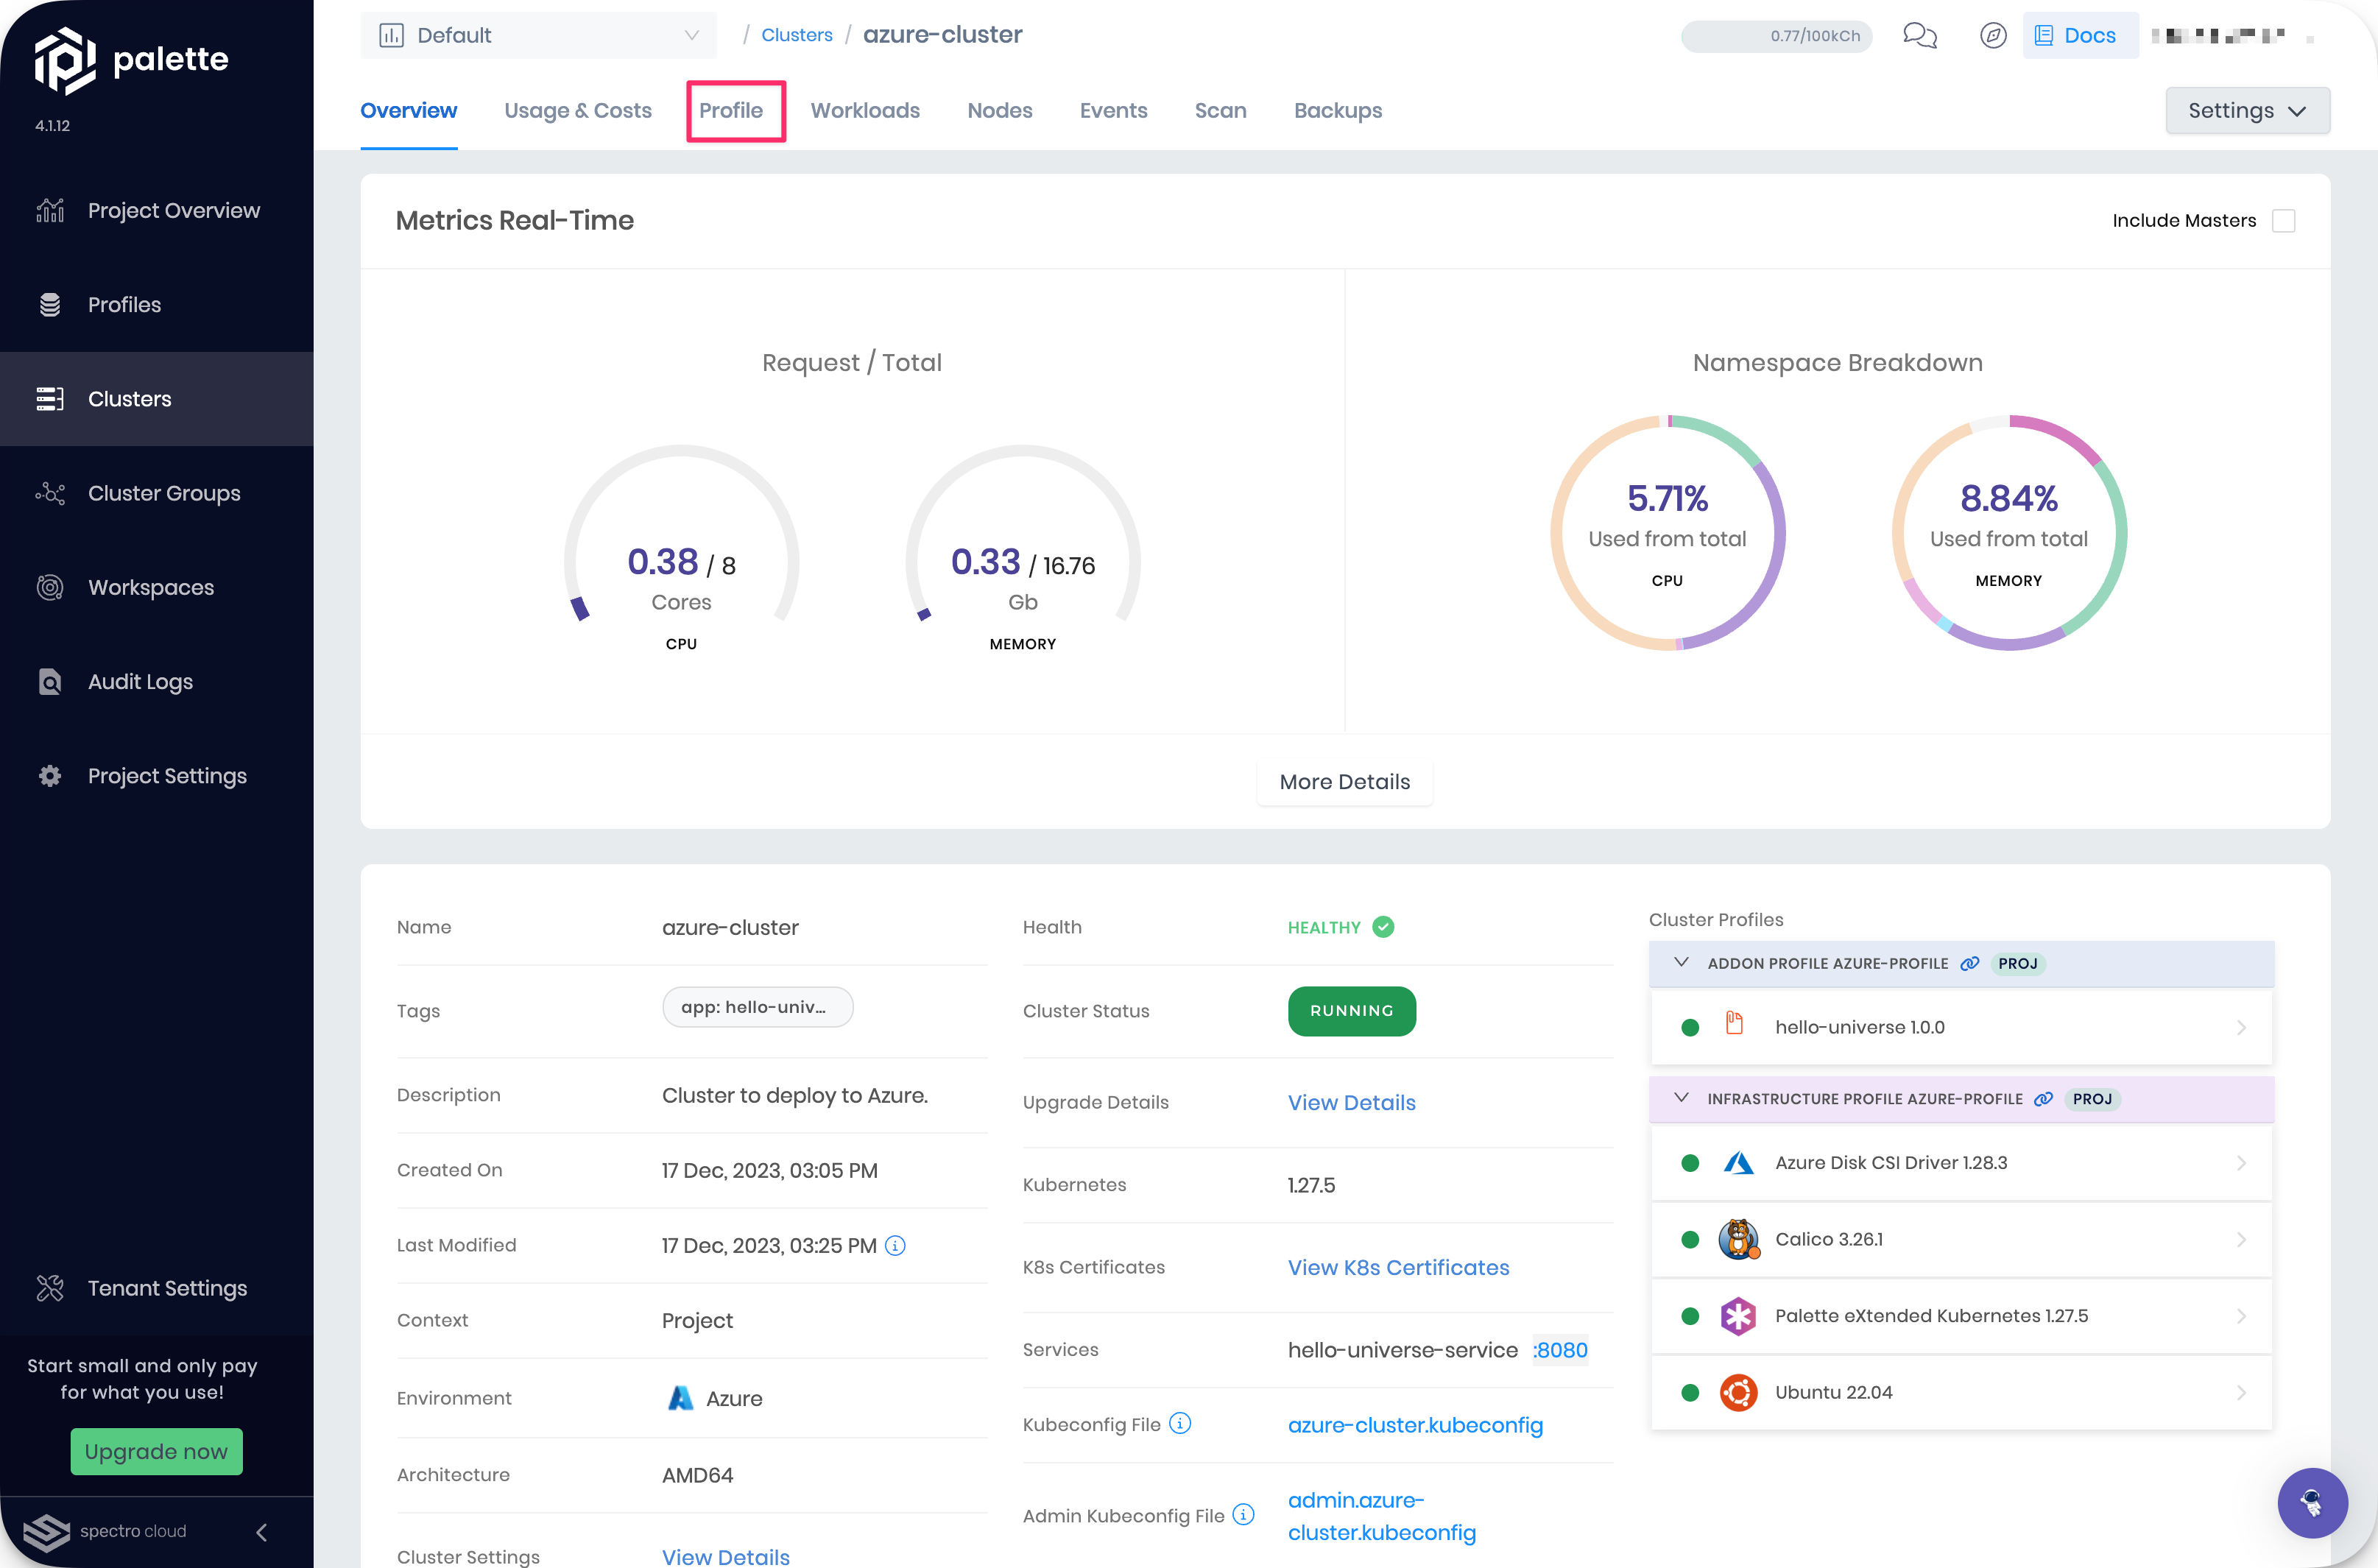 palette
4.1.12
Project Overview
Profiles
Clusters
Cluster Groups
Workspaces
Audit Logs
Project Settings
Tenant Settings
Start small and only pay
for what you use!
Upgrade now
spectro cloud
Default
/ Clusters / azure-cluster
0.77/100kCh
Docs
Overview
Usage & Costs
Profile
Workloads
Nodes
Events
Scan
Backups
Settings
Metrics Real-Time
Include Masters
Request / Total
0.38 / 8
Cores
CPU
0.33 / 16.76
Gb
MEMORY
Namespace Breakdown
5.71%
Used from total
CPU
8.84%
Used from total
MEMORY
More Details
Name
azure-cluster
Tags
app: hello-univ...
Description
Cluster to deploy to Azure.
Created On
17 Dec, 2023, 03:05 PM
Last Modified
17 Dec, 2023, 03:25 PM
Context
Project
Environment
Azure
Architecture
AMD64
Cluster Settings
View Details
Health
HEALTHY
Cluster Status
RUNNING
Upgrade Details
View Details
Kubernetes
1.27.5
K8s Certificates
View K8s Certificates
Services
hello-universe-service :8080
Kubeconfig File
azure-cluster.kubeconfig
Admin Kubeconfig File
admin.azure-
cluster.kubeconfig
Cluster Profiles
ADDON PROFILE AZURE-PROFILE PROJ
hello-universe 1.0.0
INFRASTRUCTURE PROFILE AZURE-PROFILE PROJ
Azure Disk CSI Driver 1.28.3
Calico 3.26.1
Palette eXtended Kubernetes 1.27.5
Ubuntu 22.04